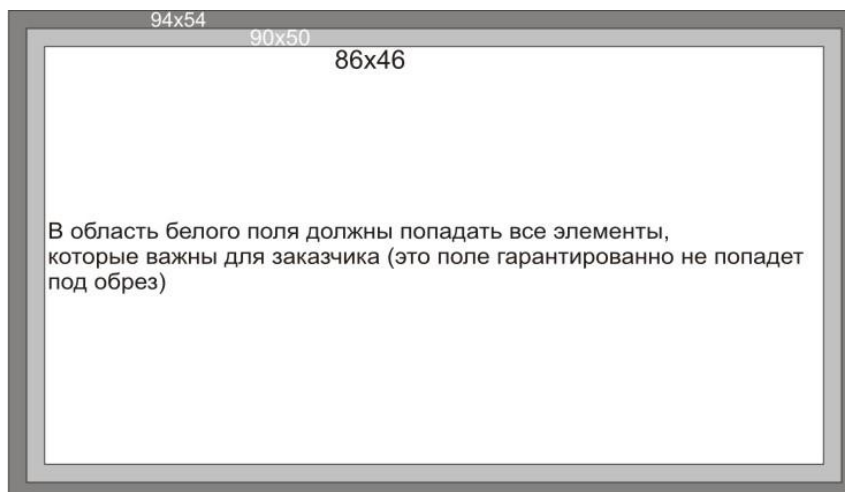 94x54
90x50
86x46
В область белого поля должны попадать все элементы,
которые важны для заказчика (это поле гарантированно не попадет
под обрез)